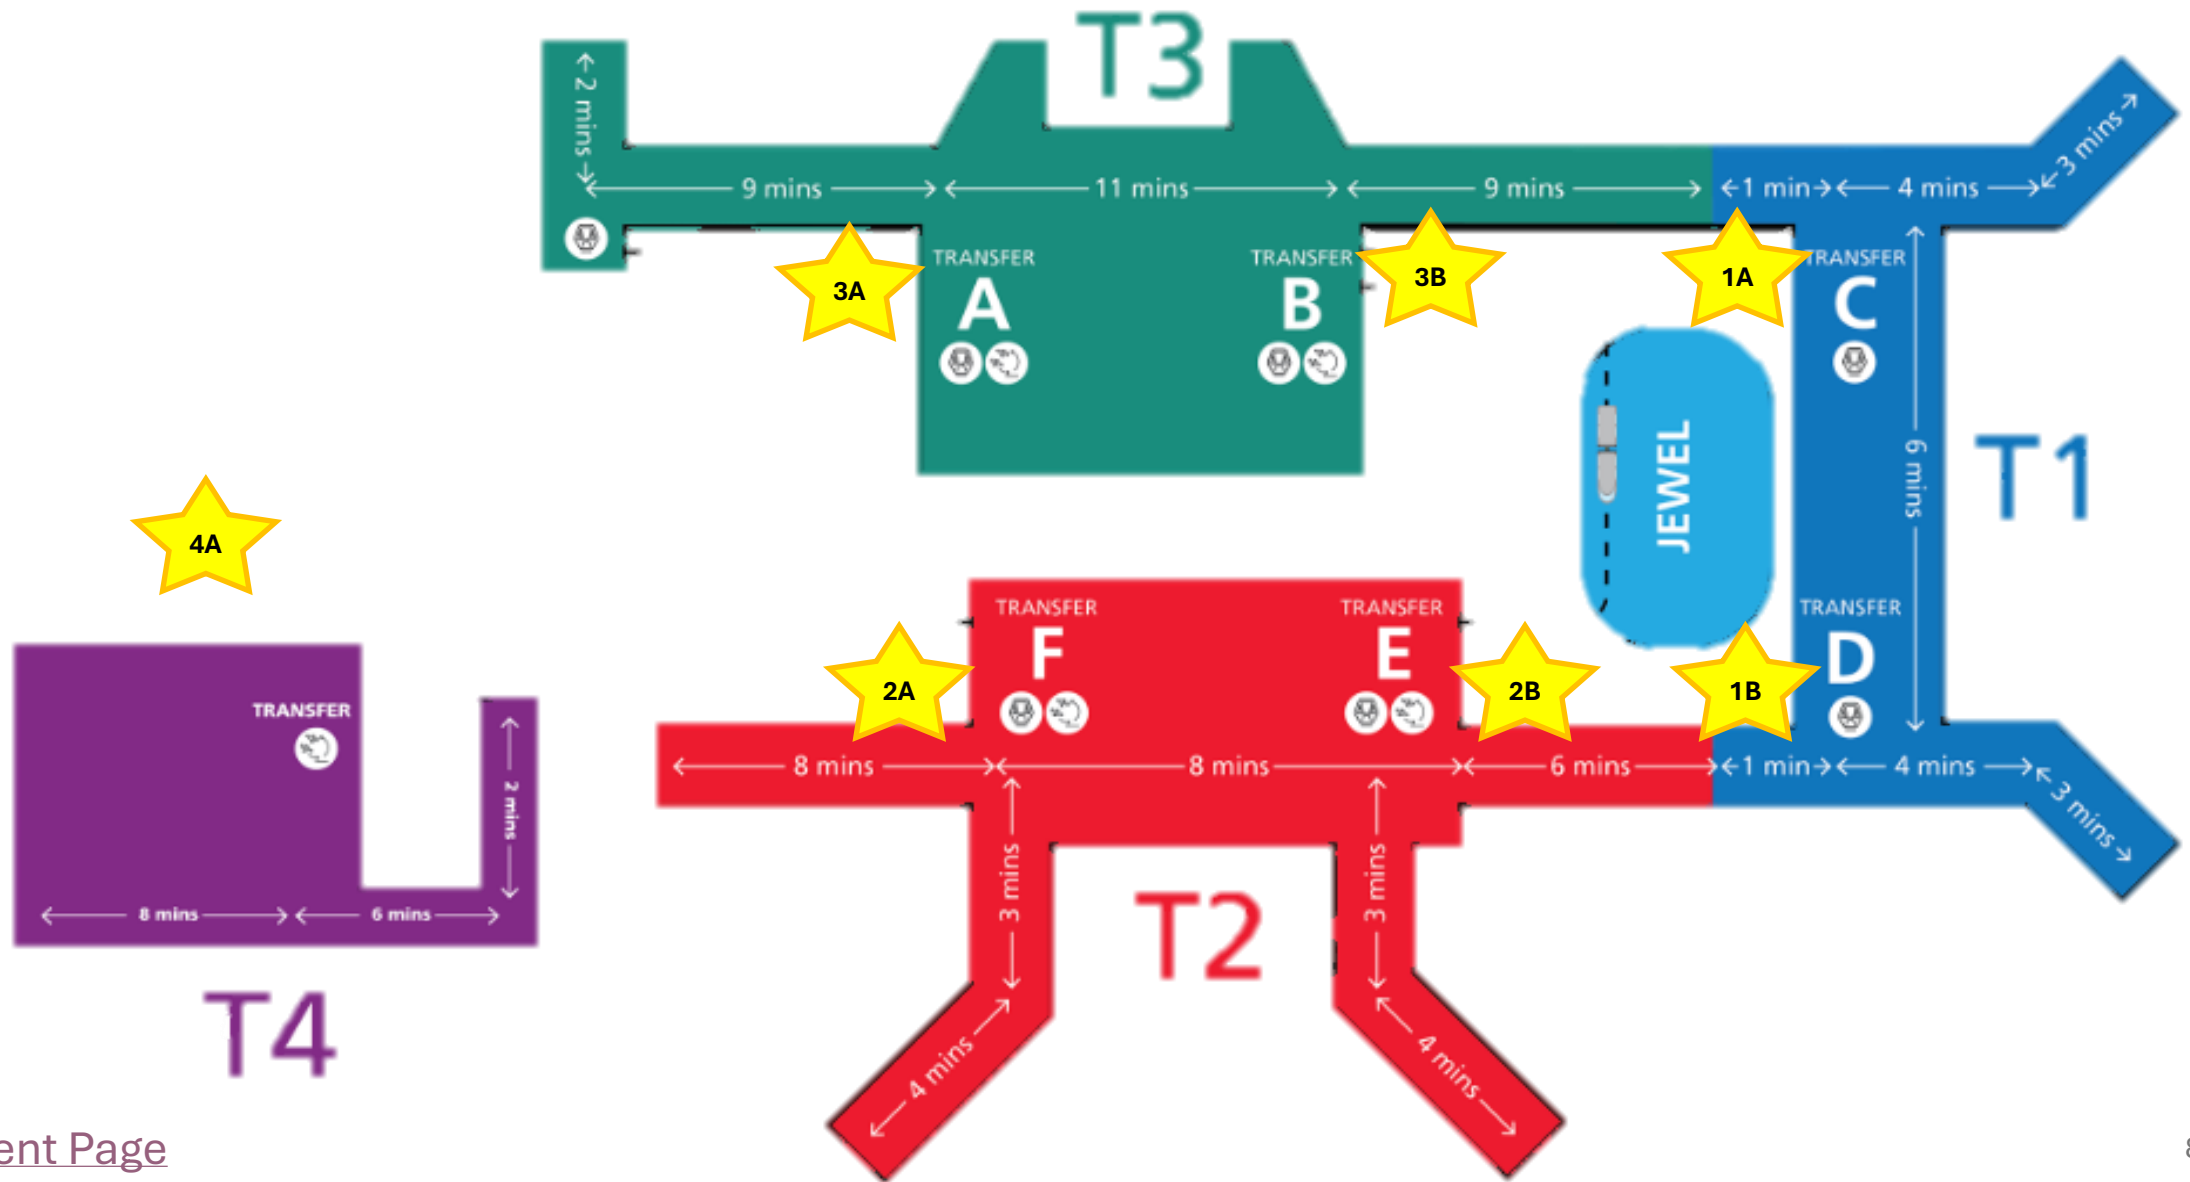 T3
2 mins
9 mins
11 mins
9 mins
1 min
4 mins
3 mins
TRANSFER
A
TRANSFER
B
TRANSFER
C
3A
3B
1A
6 mins
T1
JEWEL
4A
TRANSFER
F
TRANSFER
E
TRANSFER
D
2A
2B
1B
TRANSFER
8 mins
8 mins
6 mins
1 min
4 mins
3 mins
2 mins
3 mins
3 mins
8 mins
6 mins
T2
T4
4 mins
4 mins
ent Page